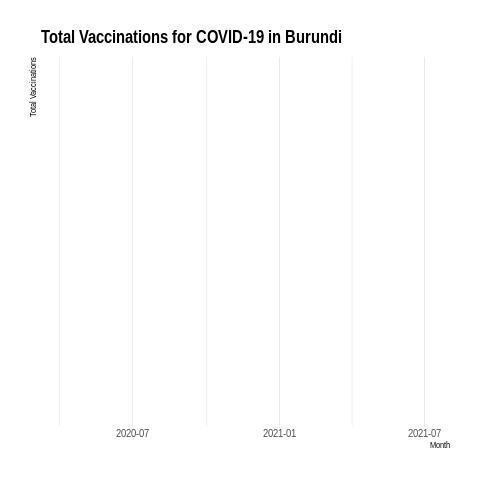 Total Vaccinations for COVID-19 in Burundi
Total Vaccinations
2020-07 2021-01 2021-07
Month